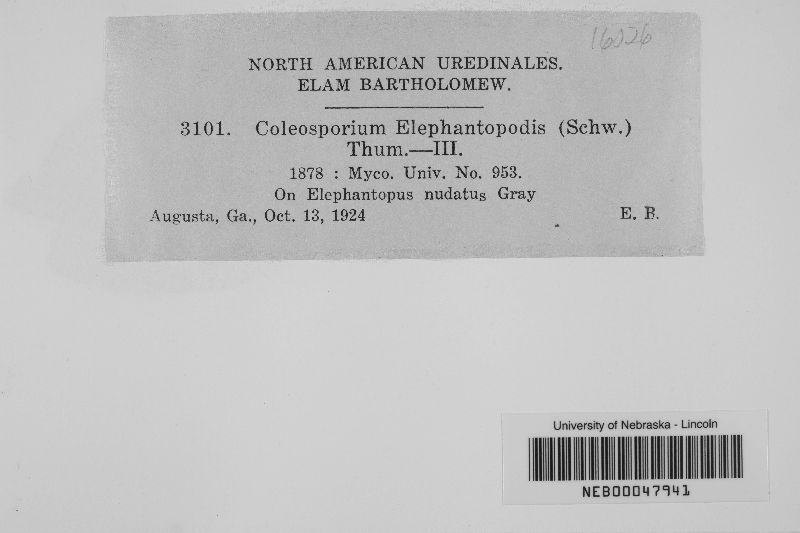 16026
NORTH AMERICAN UREDINALES.
ELAM BARTHOLOMEW.
3101. Coleosporium Elephantopodis (Schw.)
Thum.—III.
1878 : Myco. Univ. No. 953.
On Elephantopus nudatus Gray
Augusta, Ga., Oct. 13, 1924 E. B.
University of Nebraska - Lincoln
NEB00047941